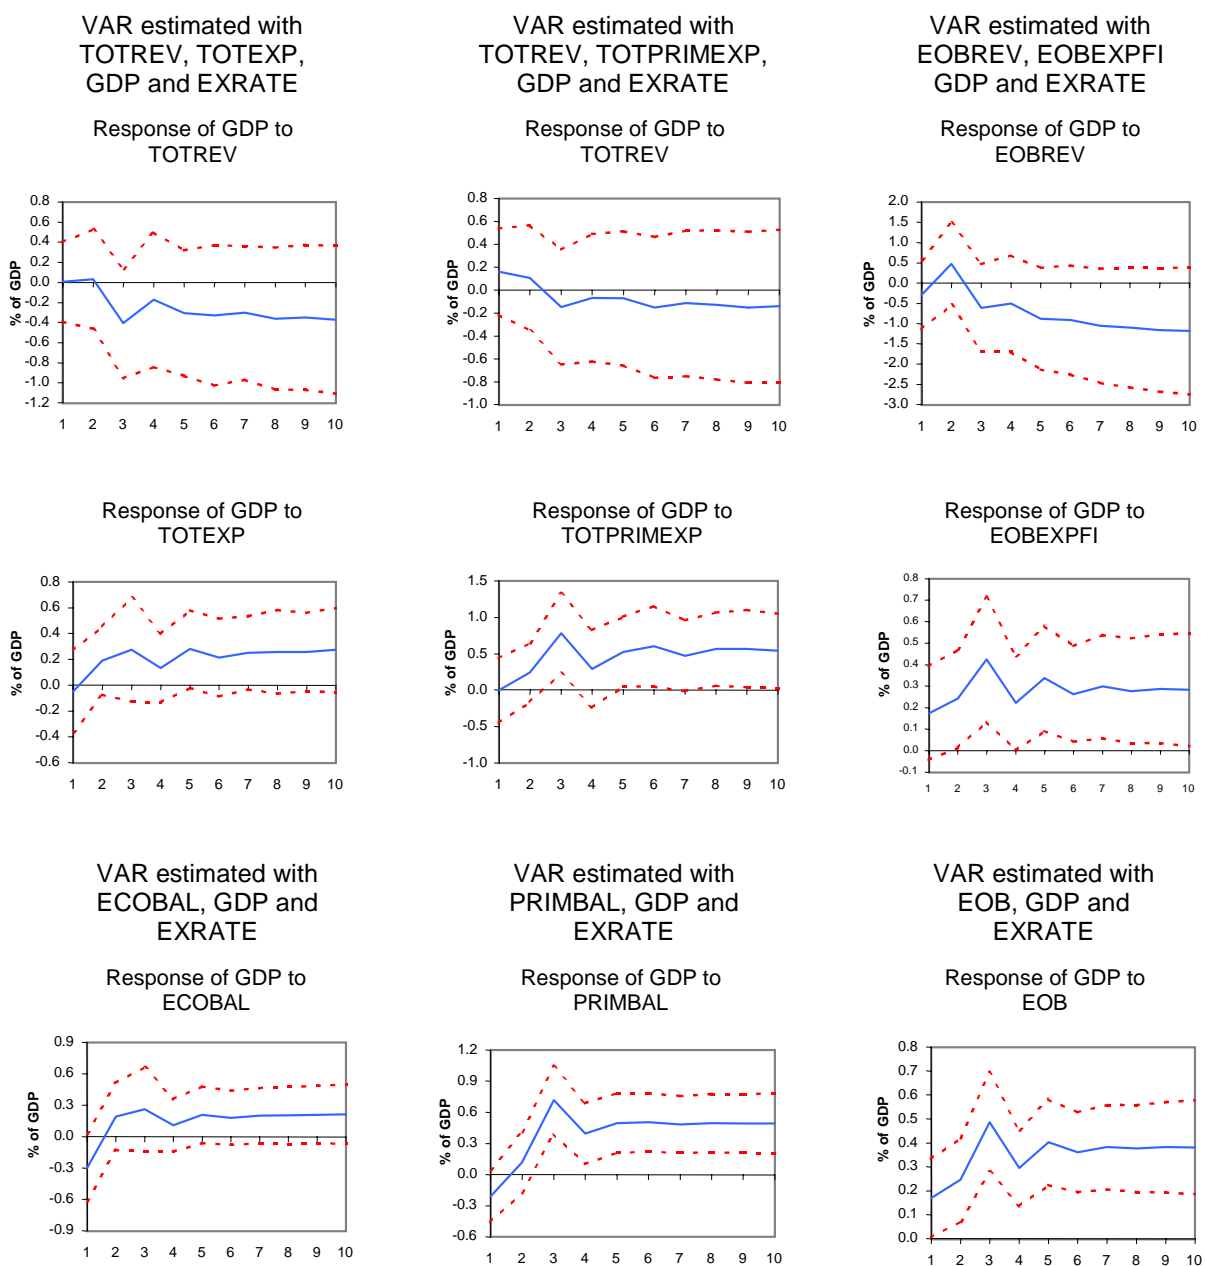 VAR estimated with
TOTREV, TOTEXP,
GDP and EXRATE
VAR estimated with
TOTREV, TOTPRIMEXP,
GDP and EXRATE
VAR estimated with
EOBREV, EOBEXPFI
GDP and EXRATE
Response of GDP to
TOTREV
Response of GDP to
TOTREV
Response of GDP to
EOBREV
% of GDP
0.8
0.6
0.4
0.2
0.0
-0.2
-0.4
-0.6
-0.8
-1.0
-1.2
1 2 3 4 5 6 7 8 9 10
% of GDP
0.8
0.6
0.4
0.2
0.0
-0.2
-0.4
-0.6
-0.8
-1.0
1 2 3 4 5 6 7 8 9 10
% of GDP
2.0
1.5
1.0
0.5
0.0
-0.5
-1.0
-1.5
-2.0
-2.5
-3.0
1 2 3 4 5 6 7 8 9 10
Response of GDP to
TOTEXP
Response of GDP to
TOTPRIMEXP
Response of GDP to
EOBEXPFI
% of GDP
0.8
0.6
0.4
0.2
0.0
-0.2
-0.4
-0.6
1 2 3 4 5 6 7 8 9 10
% of GDP
1.5
1.0
0.5
0.0
-0.5
-1.0
1 2 3 4 5 6 7 8 9 10
% of GDP
0.8
0.7
0.6
0.5
0.4
0.3
0.2
0.1
0.0
-0.1
1 2 3 4 5 6 7 8 9 10
VAR estimated with
ECOBAL, GDP and
EXRATE
VAR estimated with
PRIMBAL, GDP and
EXRATE
VAR estimated with
EOB, GDP and
EXRATE
Response of GDP to
ECOBAL
Response of GDP to
PRIMBAL
Response of GDP to
EOB
% of GDP
0.9
0.6
0.3
0.0
-0.3
-0.6
-0.9
1 2 3 4 5 6 7 8 9 10
% of GDP
1.2
0.9
0.6
0.3
0.0
-0.3
-0.6
1 2 3 4 5 6 7 8 9 10
% of GDP
0.8
0.7
0.6
0.5
0.4
0.3
0.2
0.1
0.0
1 2 3 4 5 6 7 8 9 10